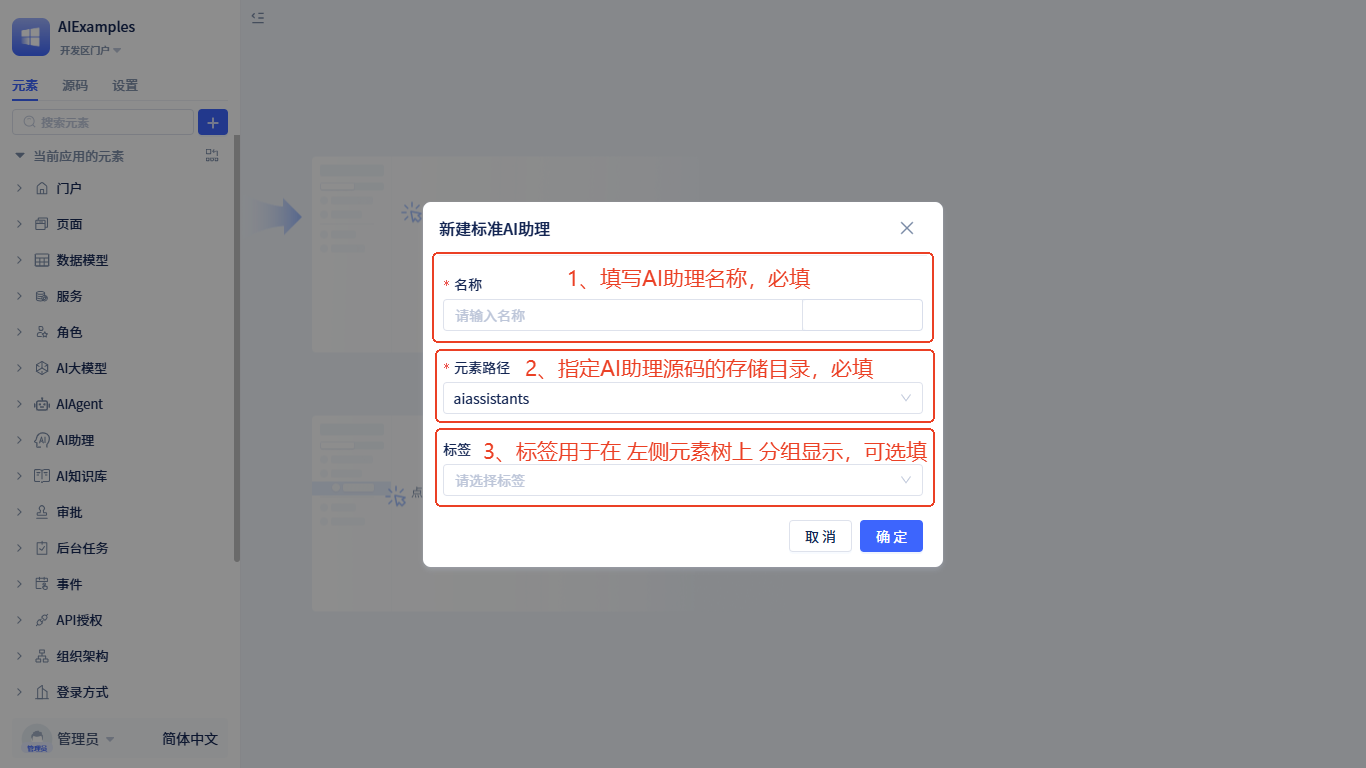 AIExamples
开发区门户
元素 源码 设置
搜索元素
当前应用的元素
门户
页面
数据模型
服务
角色
AI大模型
AIAgent
AI助理
AI知识库
审批
后台任务
事件
API授权
组织架构
登录方式
管理员
管理员 简体中文
点
新建标准AI助理
* 名称 1、填写AI助理名称，必填
请输入名称
* 元素路径 2、指定AI助理源码的存储目录，必填
aiassistants
标签 3、标签用于在 左侧元素树上 分组显示，可选填
请选择标签
取 消 确 定